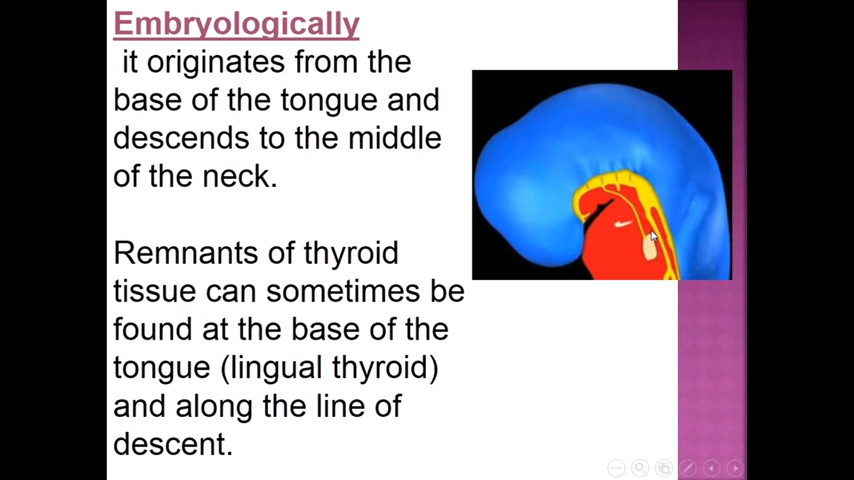 Embryologically
it originates from the
base of the tongue and
descends to the middle
of the neck.
Remnants of thyroid
tissue can sometimes be
found at the base of the
tongue (lingual thyroid)
and along the line of
descent.